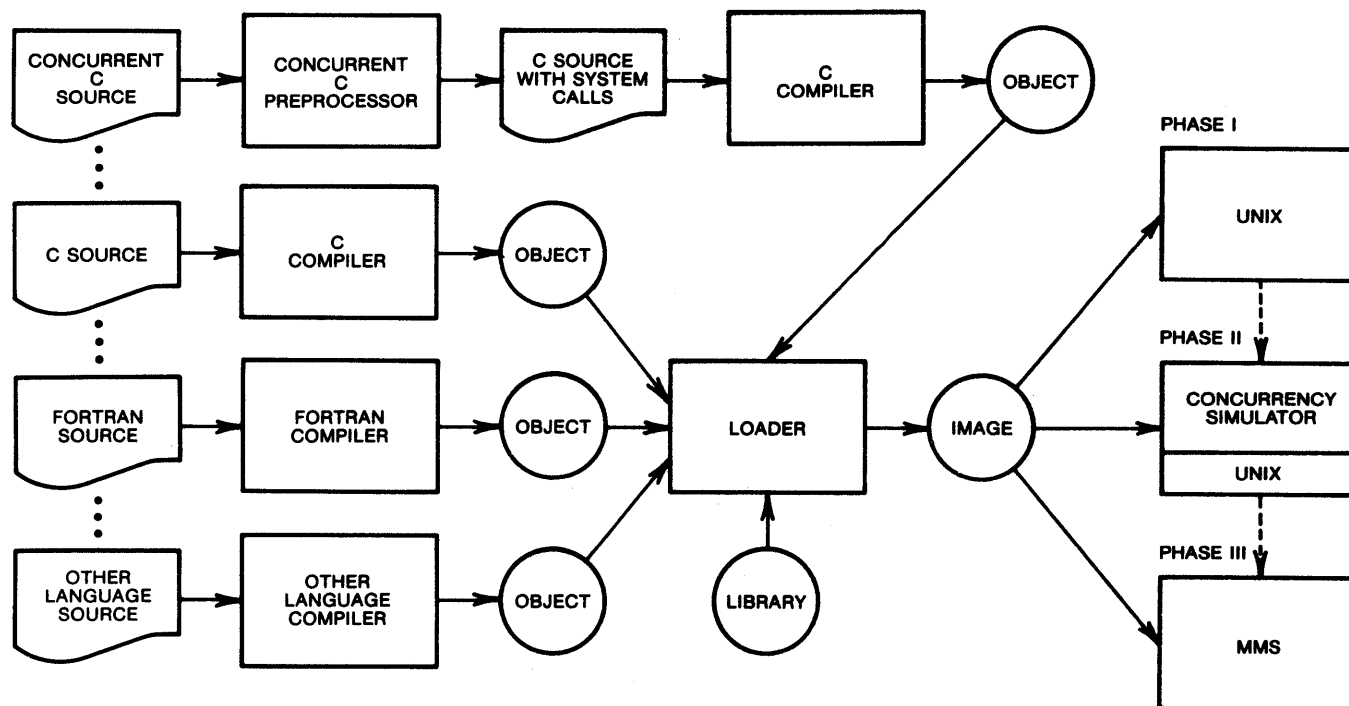 CONCURRENT
C
SOURCE
CONCURRENT
C
PREPROCESSOR
C SOURCE
WITH SYSTEM
CALLS
C
COMPILER
OBJECT
PHASE I
UNIX
C SOURCE
C
COMPILER
OBJECT
PHASE II
CONCURRENCY
SIMULATOR
UNIX
FORTRAN
SOURCE
FORTRAN
COMPILER
OBJECT
LOADER
IMAGE
PHASE III
MMS
OTHER
LANGUAGE
SOURCE
OTHER
LANGUAGE
COMPILER
OBJECT
LIBRARY